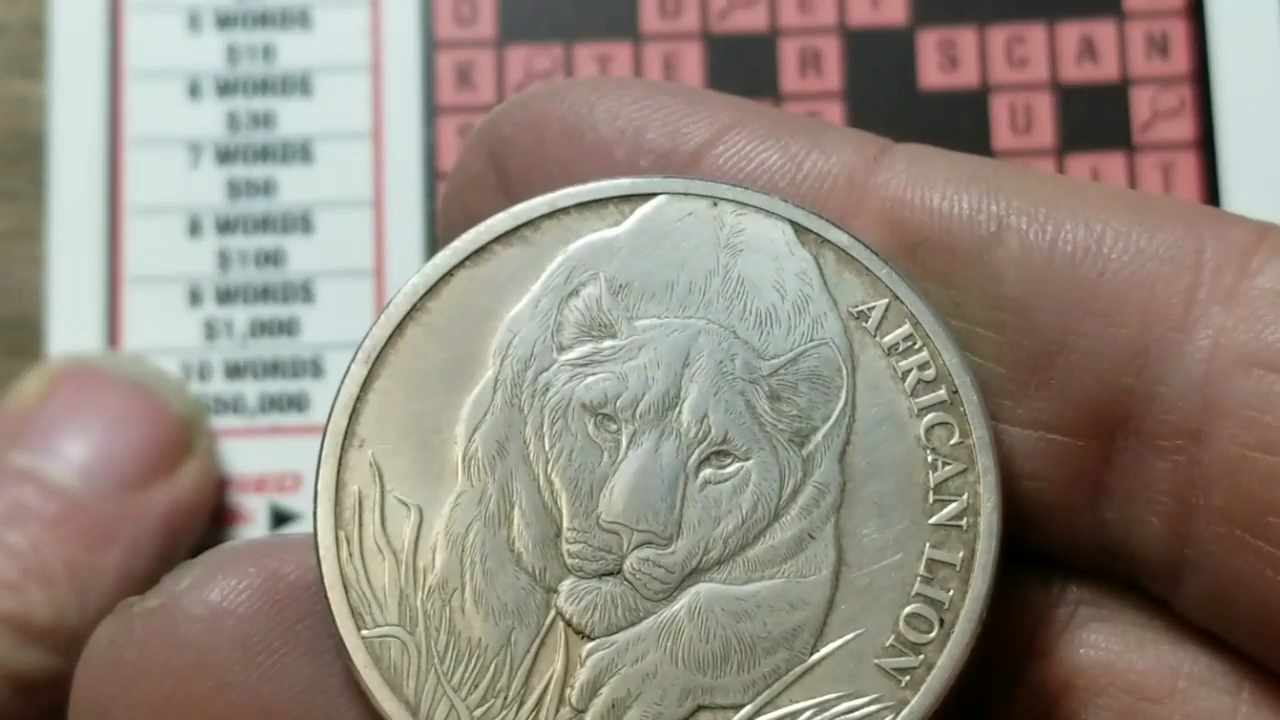 5 WORDS
$10
6 WORDS
$30
7 WORDS
$50
8 WORDS
$100
9 WORDS
$1,000
10 WORDS
$50,000
SCAN
U
AFRICAN LION